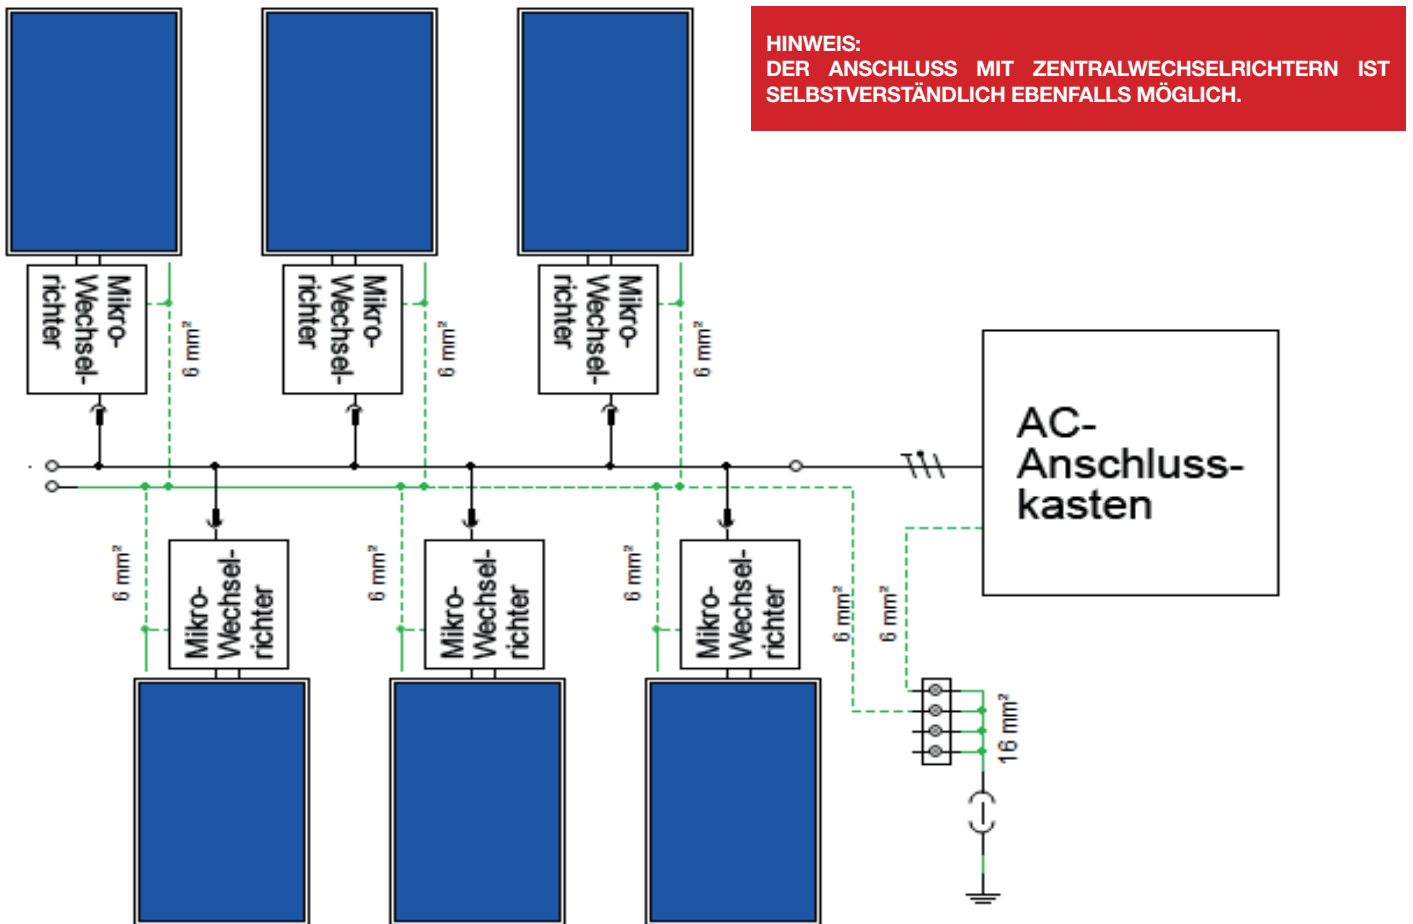 HINWEIS:
DER ANSCHLUSS MIT ZENTRALWECHSELRICHTERN IST
SELBSTVERSTÄNDLICH EBENFALLS MÖGLICH.
Mikro-
Wechsel-
richter
6 mm²
Mikro-
Wechsel-
richter
6 mm²
Mikro-
Wechsel-
richter
6 mm²
AC-
Anschluss-
kasten
6 mm²
Mikro-
Wechsel-
richter
6 mm²
Mikro-
Wechsel-
richter
6 mm²
Mikro-
Wechsel-
richter
6 mm²
6 mm²
16 mm²